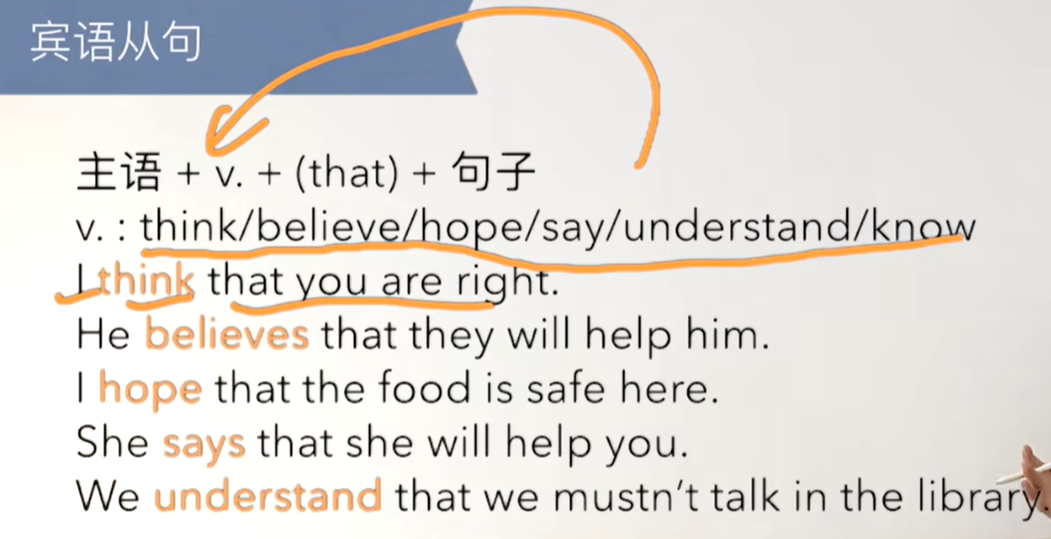 宾语从句
主语 + v. + (that) + 句子
v. : think/believe/hope/say/understand/know
I think that you are right.
He believes that they will help him.
I hope that the food is safe here.
She says that she will help you.
We understand that we mustn't talk in the library.